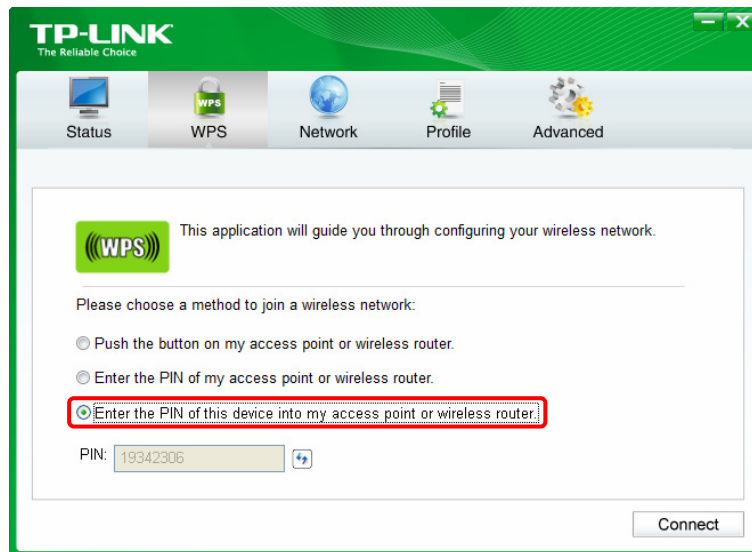 TP-LINK
The Reliable Choice
Status WPS Network Profile Advanced
WPS
(((WPS)))
This application will guide you through configuring your wireless network.
Please choose a method to join a wireless network:
Push the button on my access point or wireless router.
Enter the PIN of my access point or wireless router.
Enter the PIN of this device into my access point or wireless router.
PIN: 19342306
Connect